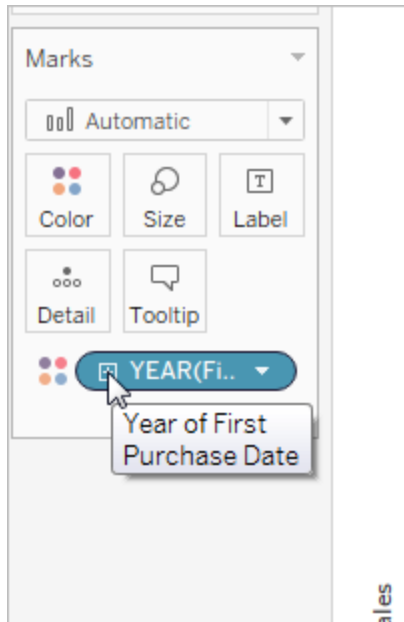 Marks
Automatic
Color Size Label
T
Detail Tooltip
YEAR(Fi..
Year of First
Purchase Date
ales